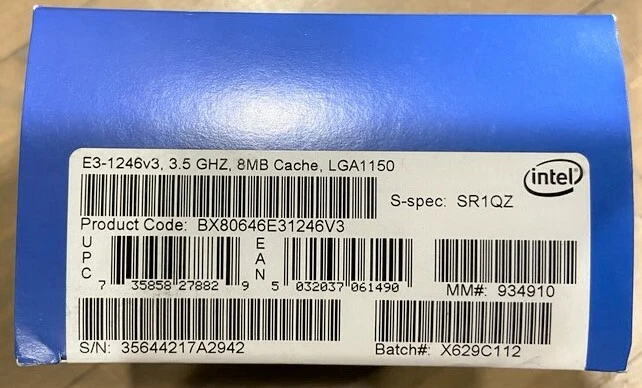 E3-1246v3, 3.5 GHZ, 8MB Cache, LGA1150
intel
S-spec: SR1QZ
Product Code: BX80646E31246V3
UPC
7 35858 27882 9
EAN
5 032037 061490
MM#: 934910
S/N: 35644217A2942
Batch#: X629C112